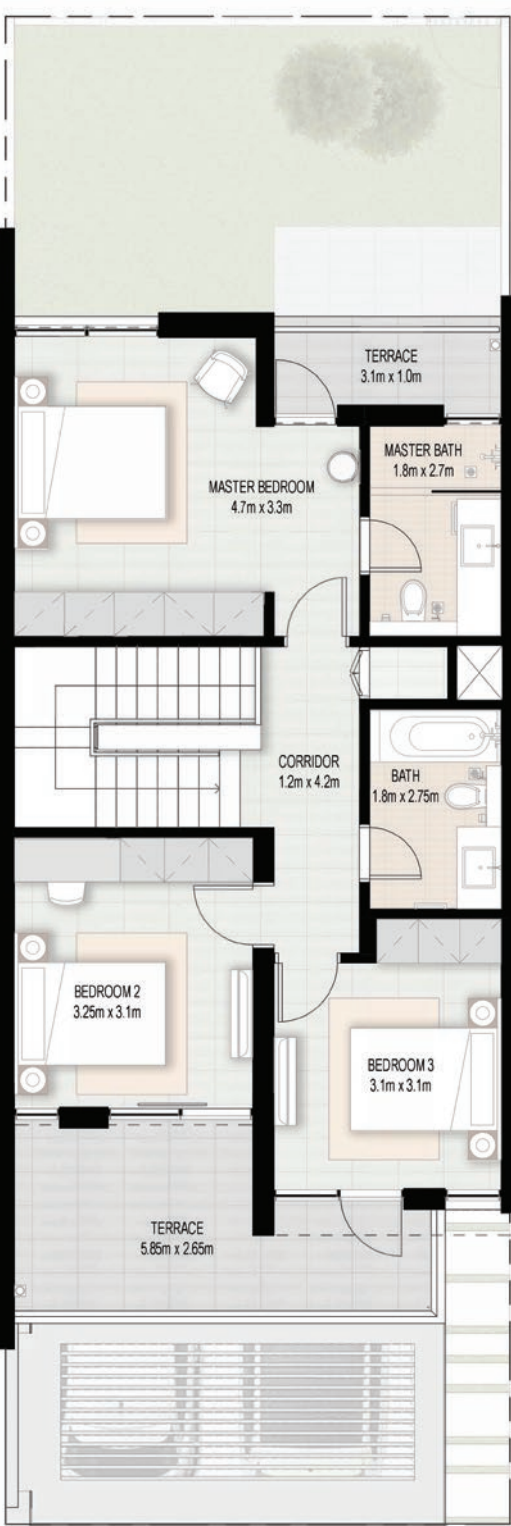 TERRACE
3.1m x 1.0m
MASTER BATH
1.8m x 2.7m
MASTER BEDROOM
4.7m x 3.3m
CORRIDOR
1.2m x 4.2m
BATH
1.8m x 2.75m
BEDROOM 2
3.25m x 3.1m
BEDROOM 3
3.1m x 3.1m
TERRACE
5.85m x 2.65m